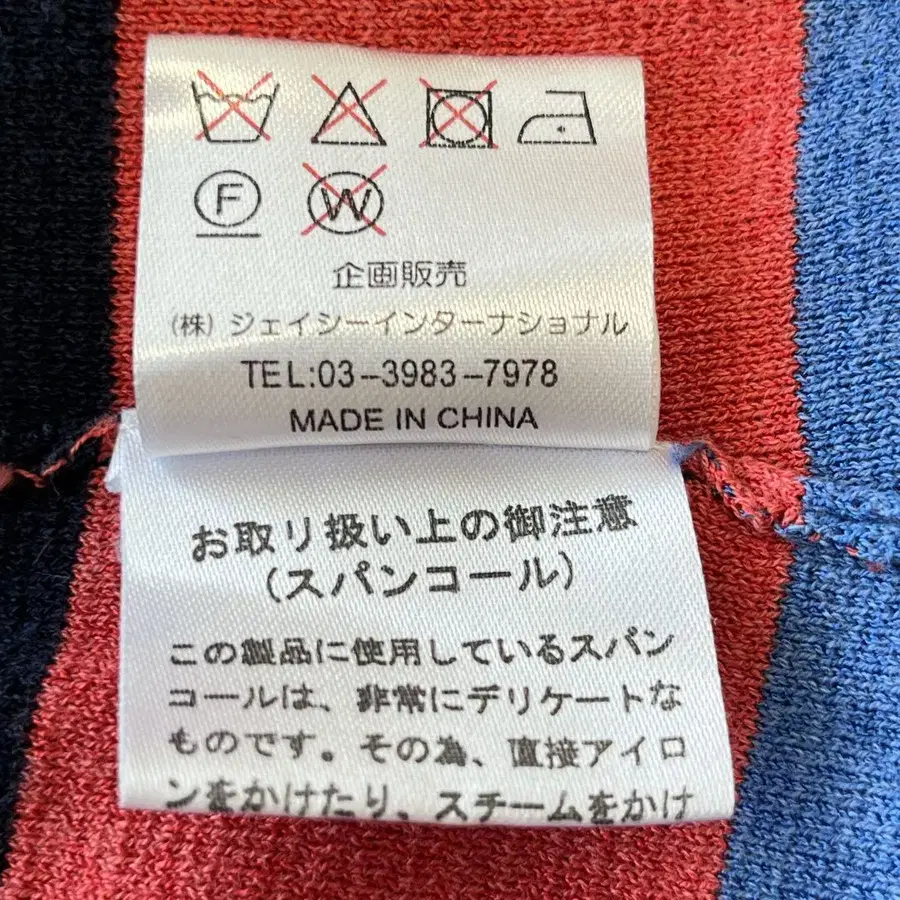 F W
企画販売
(株) ジェイシーインターナショナル
TEL:03-3983-7978
MADE IN CHINA
お取り扱い上の御注意
(スパンコール)
この製品に使用しているスパン
コールは、非常にデリケートな
ものです。その為、直接アイロ
ンをかけたり、スチームをかけ